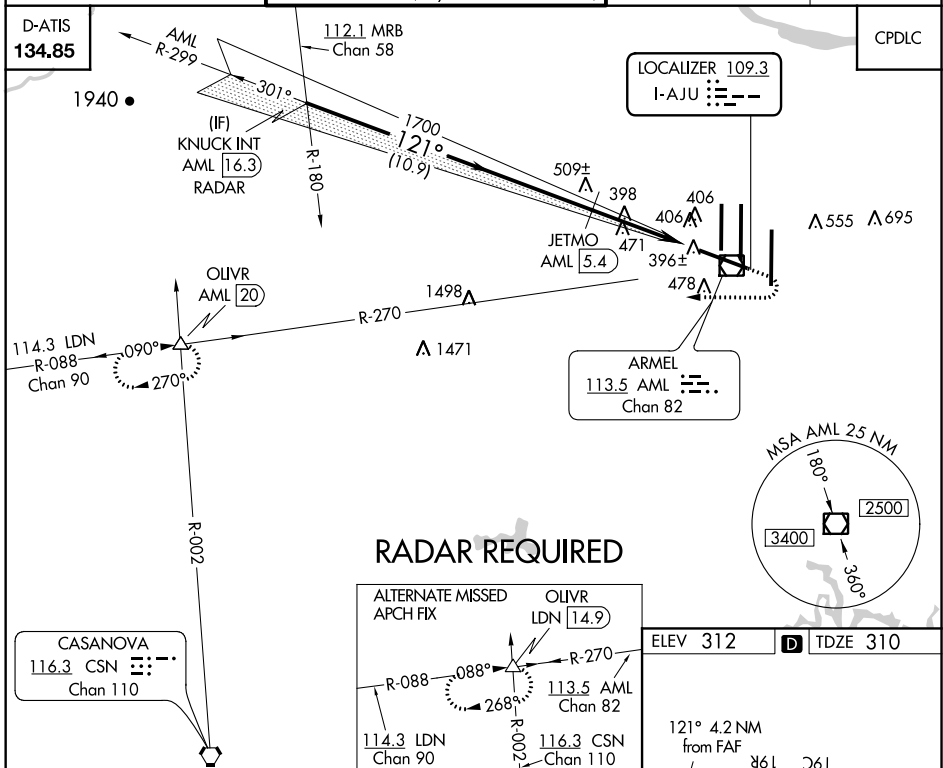 D-ATIS
134.85
AML
R-299
112.1 MRB
Chan 58
CPDLC
LOCALIZER 109.3
I-AJU
1940
301°
(IF)
KNUCK INT
AML 16.3
RADAR
R-180
1700
121°
(10.9)
509±
398
406
406
471
396±
478
555
695
JETMO
AML 5.4
OLIVR
AML 20
1498
R-270
1471
114.3 LDN
R-088
Chan 90
090°
270°
ARMEL
113.5 AML
Chan 82
MSA AML 25 NM
180°
2500
3400
360°
R-002
RADAR REQUIRED
CASANOVA
116.3 CSN
Chan 110
ALTERNATE MISSED
APCH FIX
OLIVR
LDN 14.9
R-088
088°
R-270
268°
113.5 AML
Chan 82
114.3 LDN
Chan 90
R-002
116.3 CSN
Chan 110
ELEV 312
D
TDZE 310
121° 4.2 NM
from FAF
19R
19C